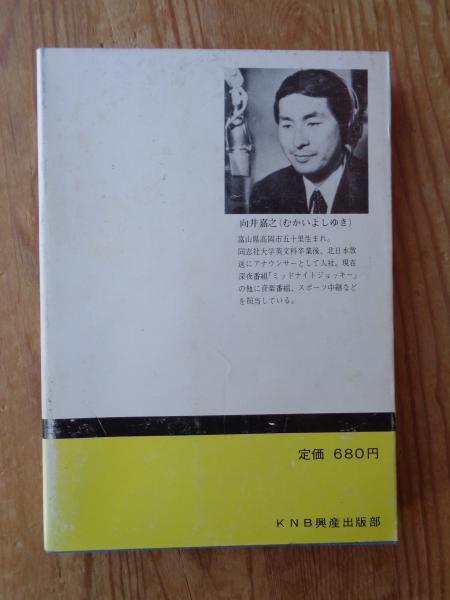 向井嘉之(むかいよしゆき)
富山県高岡市五十里生まれ。
同志社大学英文科卒業後、北日本放
送にアナウンサーとして入社。現在
深夜番組「ミッドナイトジョッキー」
の他に音楽番組、スポーツ中継など
を担当している。
定価 680円
KNB興産出版部